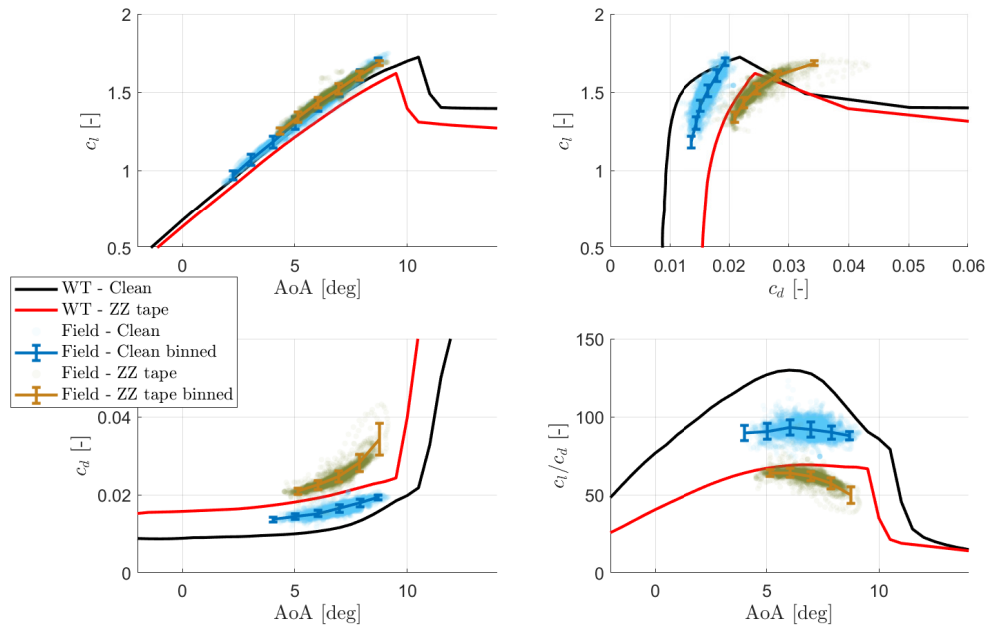 2
1.5
1
0.5
c_l [-]
0
5
10
AoA [deg]
2
1.5
1
0.5
c_l [-]
0
0.01
0.02
0.03
0.04
0.05
0.06
c_d [-]
WT - Clean
WT - ZZ tape
Field - Clean
Field - Clean binned
Field - ZZ tape
Field - ZZ tape binned
0.04
0.02
0
c_d [-]
0
5
10
AoA [deg]
150
100
50
0
c_l/c_d [-]
0
5
10
AoA [deg]